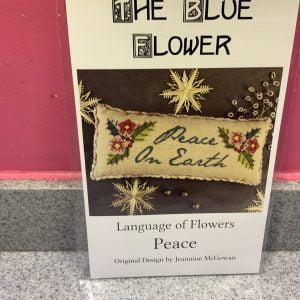 The Blue
Flower
Peace
On Earth
Language of Flowers
Peace
Original Design by Jeannine McGowan